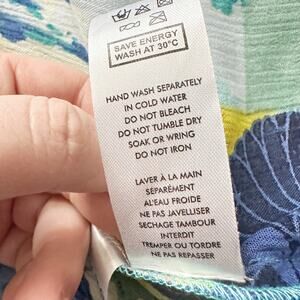 SAVE ENERGY
WASH AT 30°C
HAND WASH SEPARATELY
IN COLD WATER
DO NOT BLEACH
DO NOT TUMBLE DRY
SOAK OR WRING
DO NOT IRON
LAVER À LA MAIN
SÉPARÉMENT
AL'EAU FROIDE
NE PAS JAVELLISER
SECHAGE TAMBOUR
INTERDIT
TREMPER OU TORDRE
NE PAS REPASSER